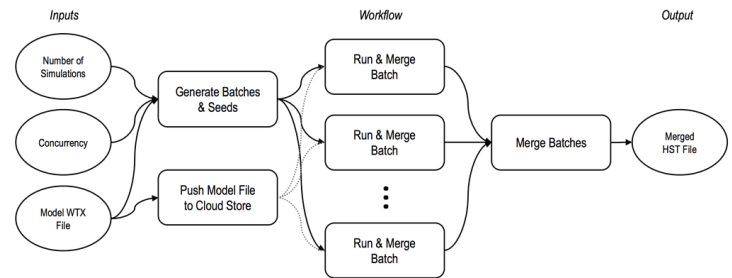 Inputs
Workflow
Output
Number of
Simulations
Concurrency
Model WTX
File
Generate Batches
& Seeds
Push Model File
to Cloud Store
Run & Merge
Batch
Run & Merge
Batch
Run & Merge
Batch
Merge Batches
Merged
HST File